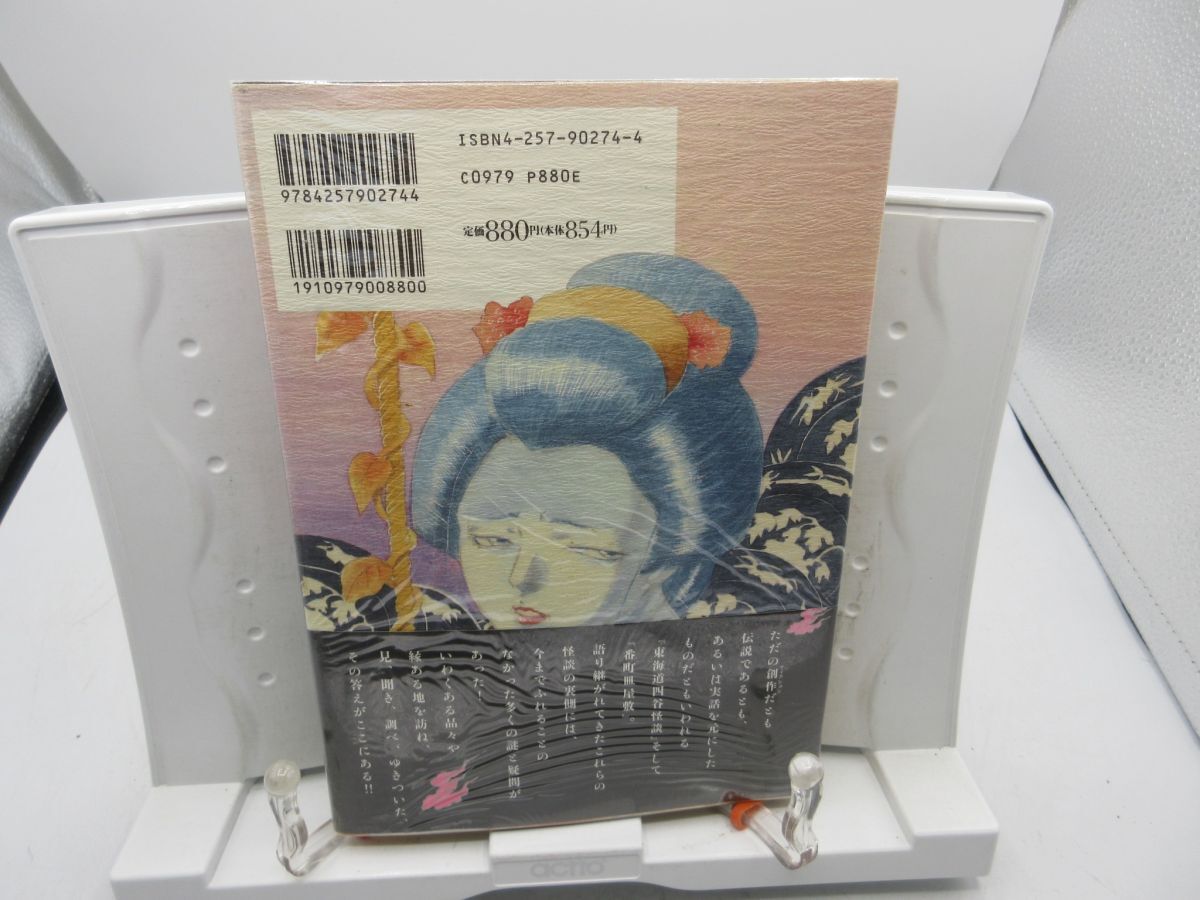 ISBN4-257-90274-4
C0979 P880E
9784257902744
定価880円(本体854円)
1910979008800
ただの創作だとも
伝説であるとも、
あるいは実話を元にした
ものだともいわれる
『東海道四谷怪談』そして
『番町皿屋敷』。
語り継がれてきたこれらの
怪談の裏側には、
今までふれることの
なかった多くの謎と疑問が
あった!
いわくある品々や
縁ある地を訪ね、
見、聞き、調べ、ゆきついた、
その答えがここにある!!
actto